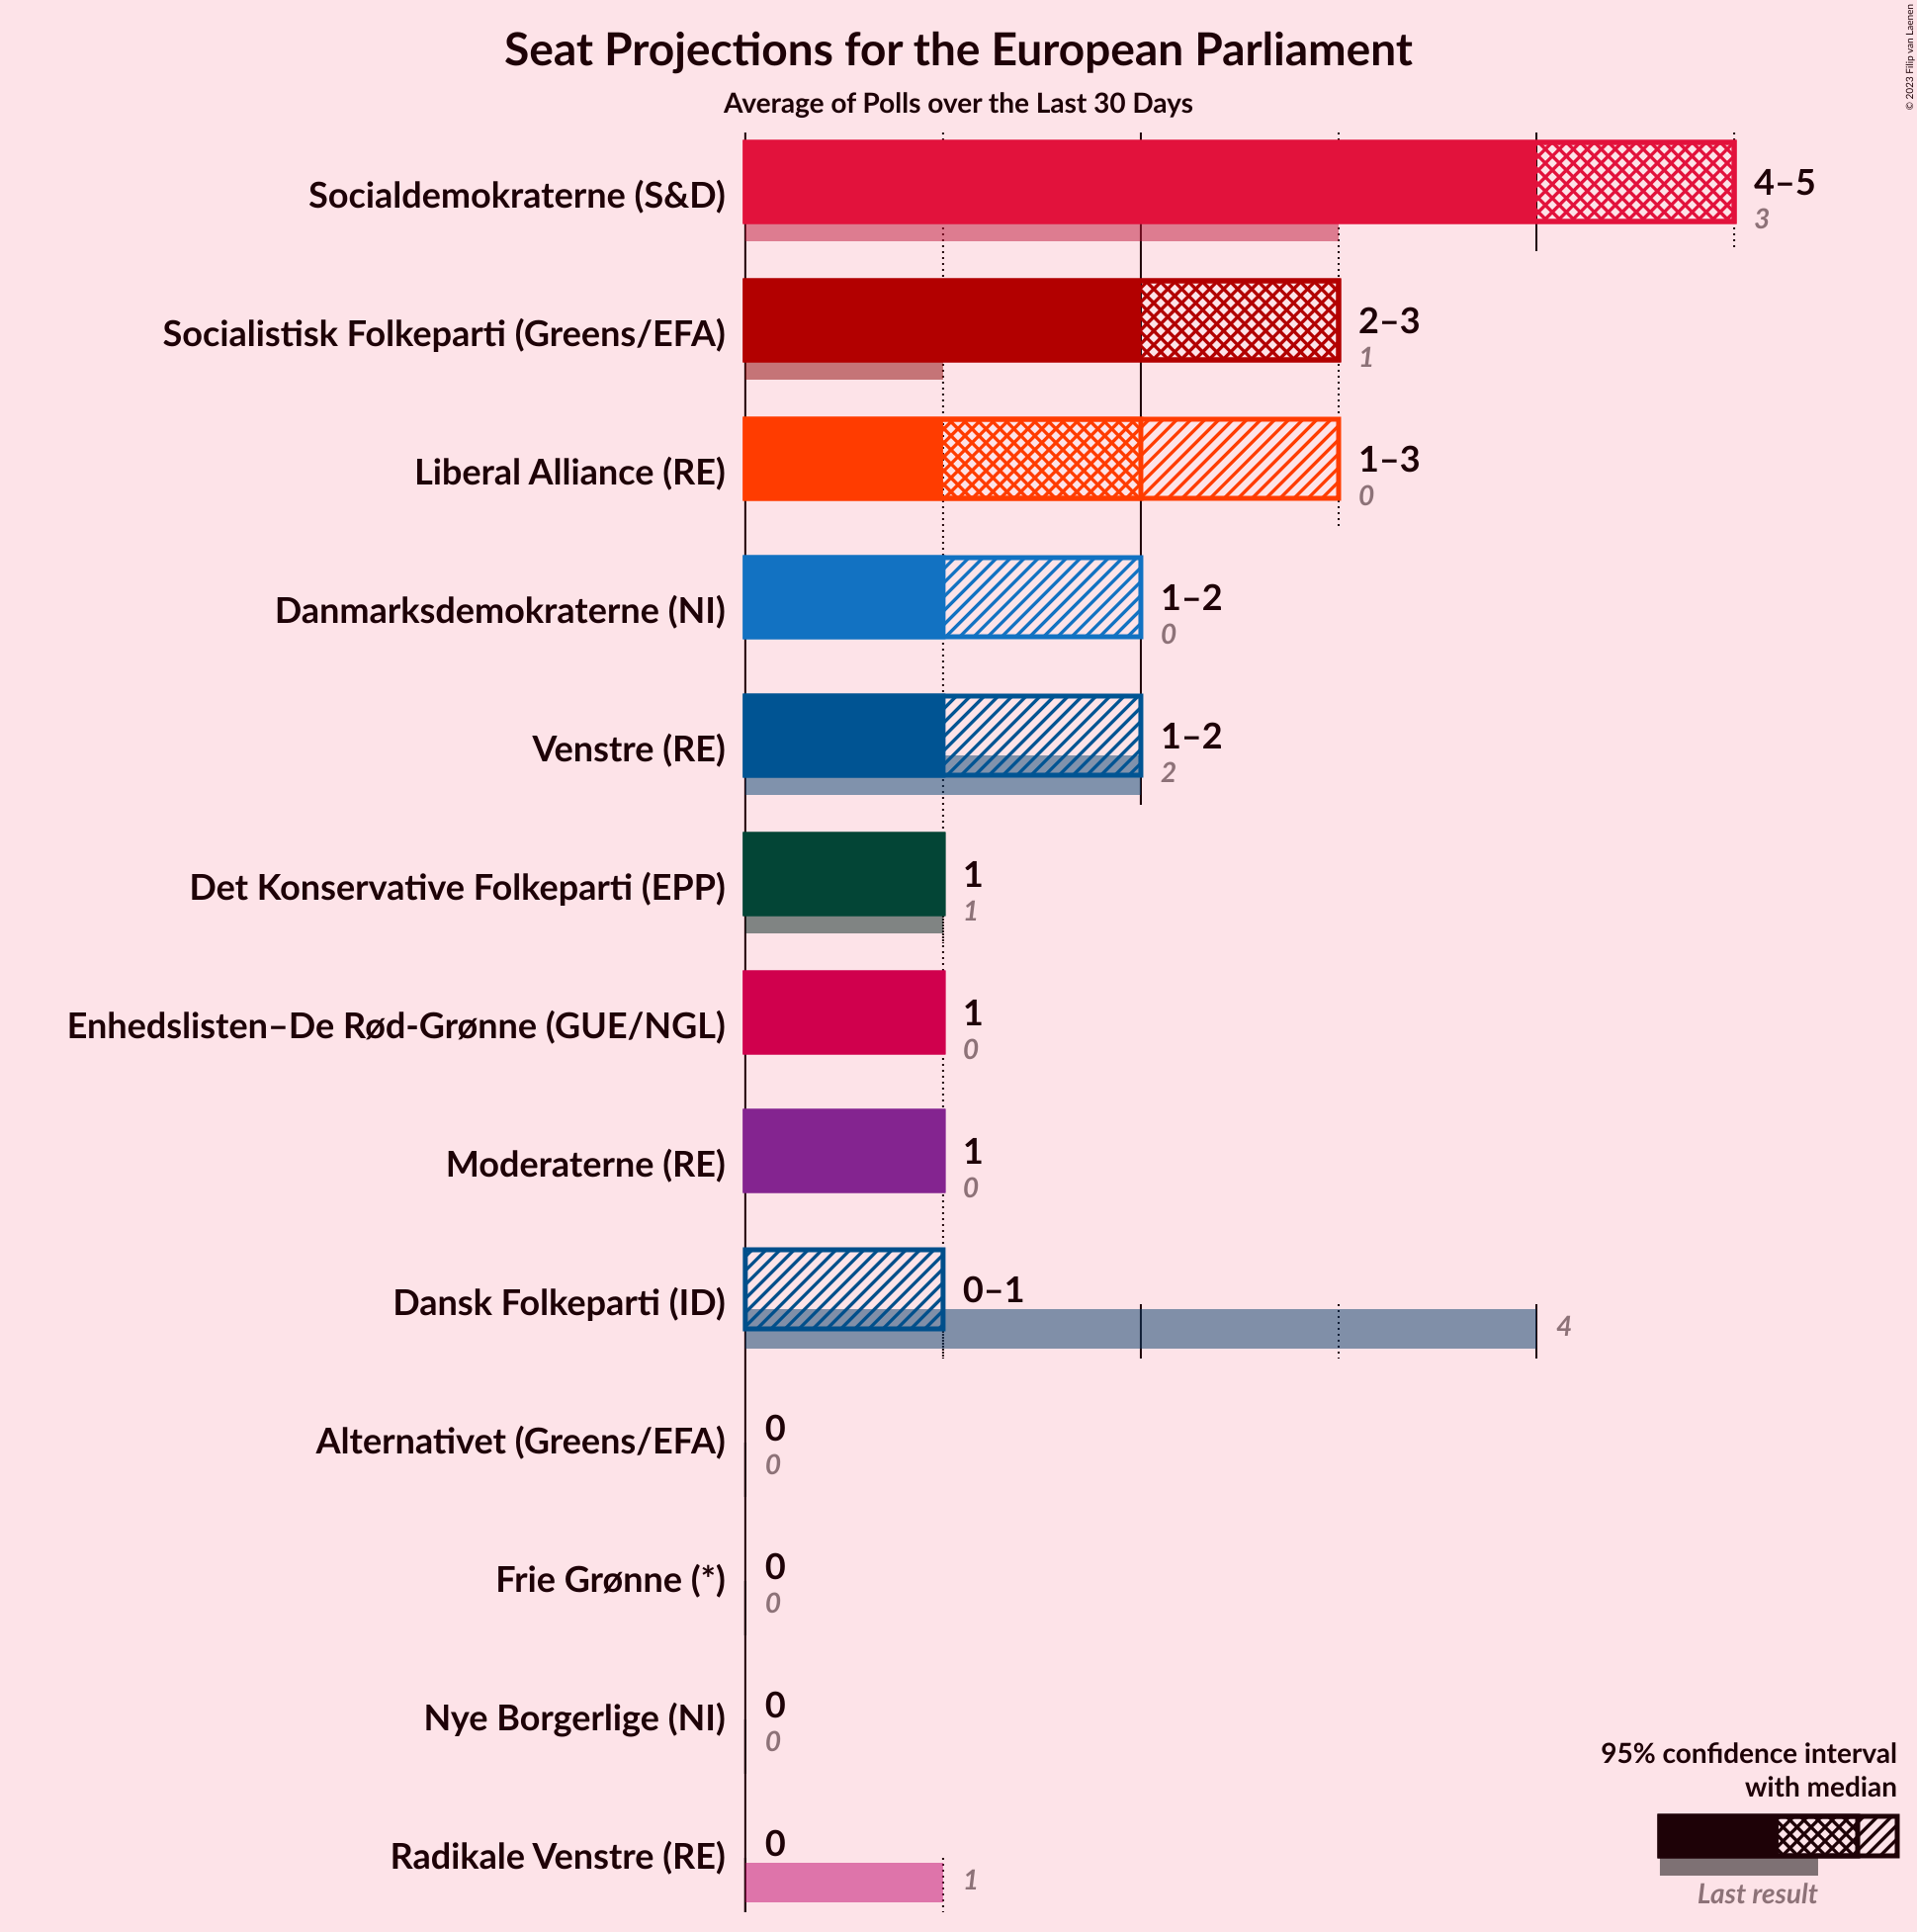 Seat Projections for the European Parliament
Average of Polls over the Last 30 Days
© 2023 Filip van Laenen
Socialdemokraterne (S&D)
4–5
3
Socialistisk Folkeparti (Greens/EFA)
2–3
1
Liberal Alliance (RE)
1–3
0
Danmarksdemokraterne (NI)
1–2
0
Venstre (RE)
1–2
2
Det Konservative Folkeparti (EPP)
1
1
Enhedslisten–De Rød-Grønne (GUE/NGL)
1
0
Moderaterne (RE)
1
0
Dansk Folkeparti (ID)
0–1
4
Alternativet (Greens/EFA)
0
0
Frie Grønne (*)
0
0
Nye Borgerlige (NI)
0
0
Radikale Venstre (RE)
0
1
95% confidence interval
with median
Last result